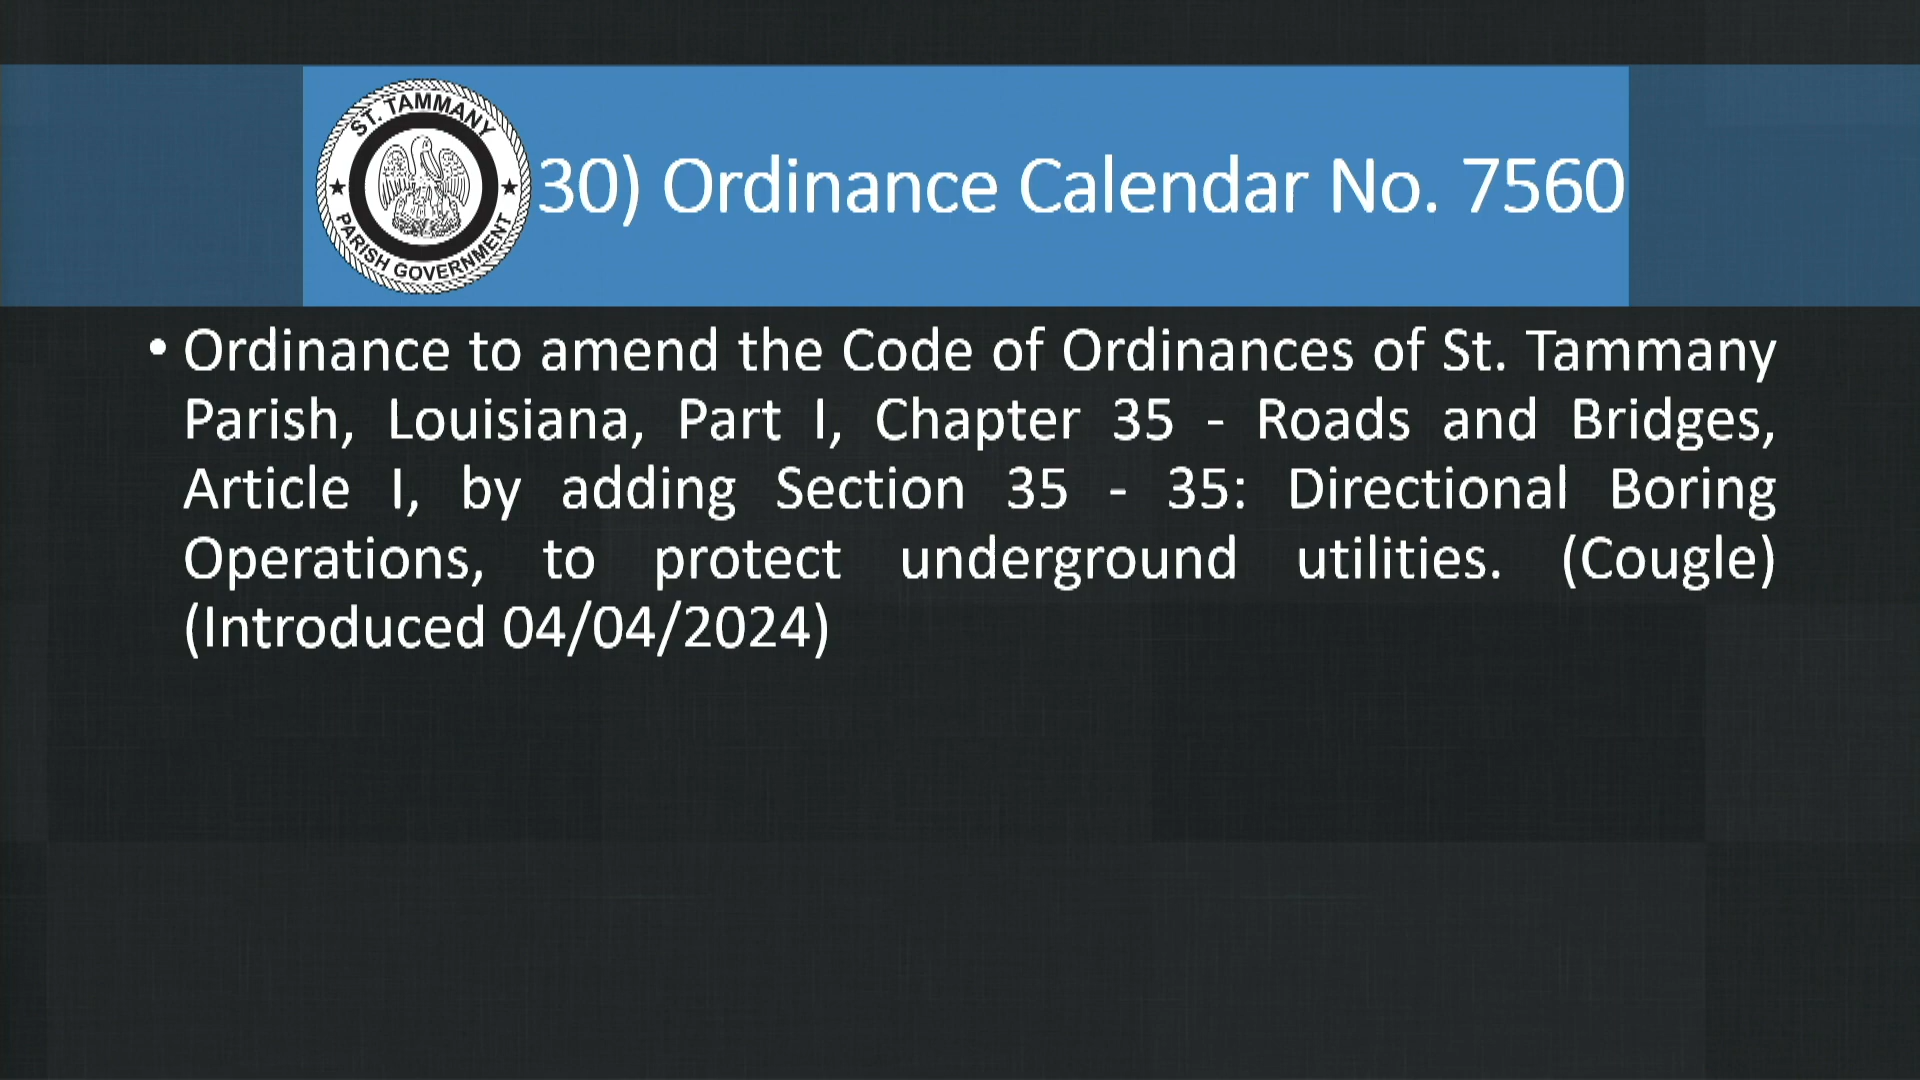 ST. TAMMANY
PARISH GOVERNMENT
30) Ordinance Calendar No. 7560
• Ordinance to amend the Code of Ordinances of St. Tammany
Parish, Louisiana, Part I, Chapter 35 - Roads and Bridges,
Article I, by adding Section 35 - 35: Directional Boring
Operations, to protect underground utilities. (Cougle)
(Introduced 04/04/2024)